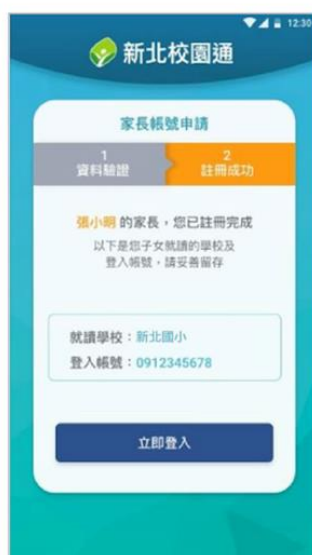 12:30
新北校園通
家長帳號申請
1
資料驗證
2
註冊成功
張小明 的家長，您已註冊完成
以下是您子女就讀的學校及
登入帳號，請妥善留存
就讀學校：新北國小
登入帳號：0912345678
立即登入